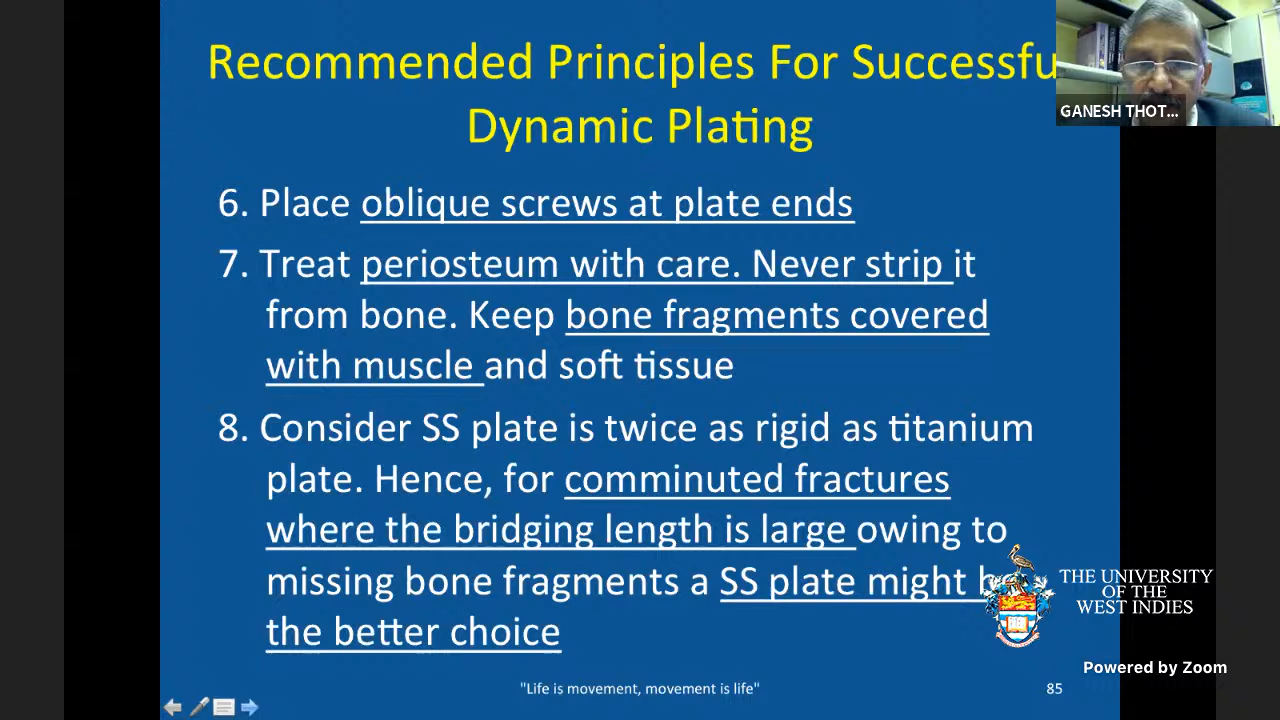 Recommended Principles For Successfu
Dynamic Plating
GANESH THOT...
6. Place oblique screws at plate ends
7. Treat periosteum with care. Never strip it
from bone. Keep bone fragments covered
with muscle and soft tissue
8. Consider SS plate is twice as rigid as titanium
plate. Hence, for comminuted fractures
where the bridging length is large owing to
missing bone fragments a SS plate might
the better choice
THE UNIVERSITY
OF THE
WEST INDIES
Powered by Zoom
"Life is movement, movement is life"
85